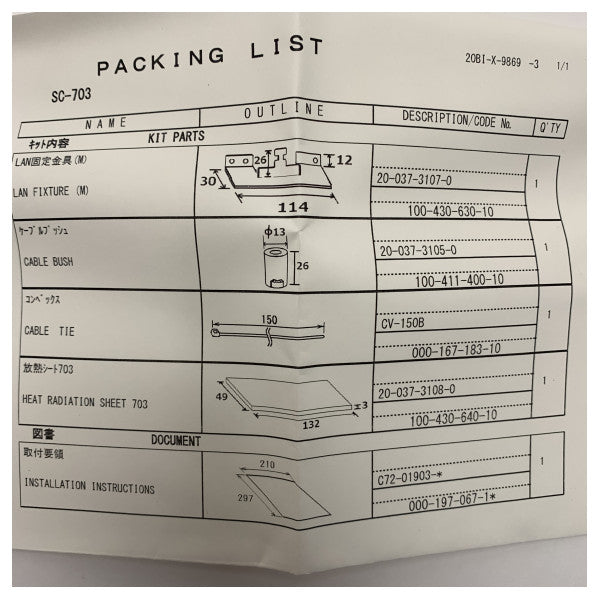 PACKING LIST
20BI-X-9869 -3 1/1
SC-703
NAME OUTLINE DESCRIPTION/CODE No. Q'TY
キット内容 KIT PARTS
LAN固定金具(M)
LAN FIXTURE (M)
30 26 12 114
20-037-3107-0
100-430-630-10
1
ケーブルブッシュ
CABLE BUSH
φ13 26
20-037-3105-0
100-411-400-10
1
コンベックス
CABLE TIE
150
CV-150B
000-167-183-10
1
放熱シート703
HEAT RADIATION SHEET 703
49 132 ±3
20-037-3108-0
100-430-640-10
1
図書 DOCUMENT
取付要領
INSTALLATION INSTRUCTIONS
210 297
C72-01903-*
000-197-067-1*
1